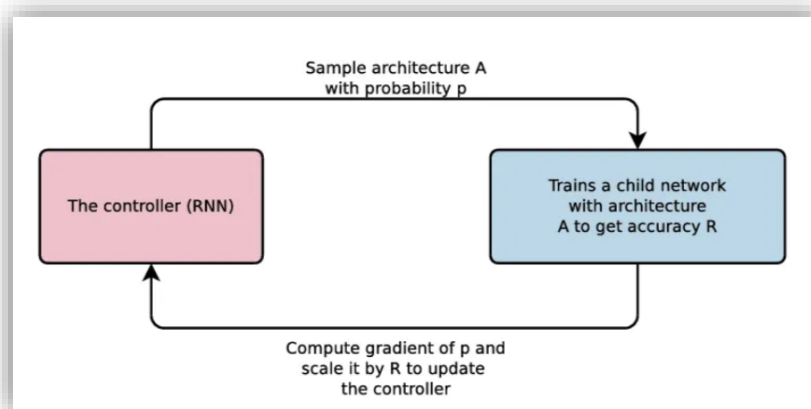 Sample architecture A
with probability p
The controller (RNN)
Trains a child network
with architecture
A to get accuracy R
Compute gradient of p and
scale it by R to update
the controller